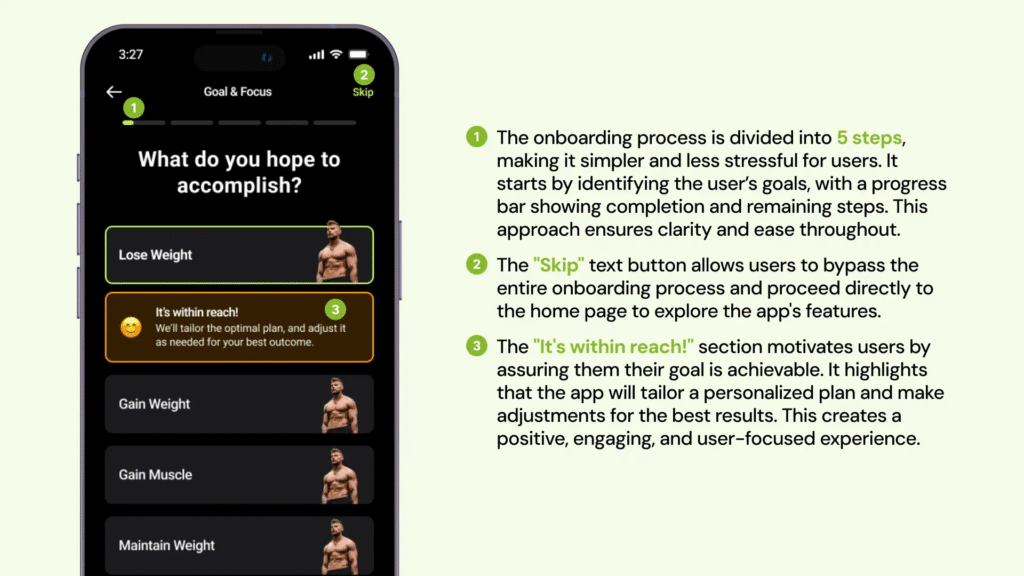 3:27
2
Goal & Focus
Skip
1
What do you hope to
accomplish?
Lose Weight
It's within reach!
3
We'll tailor the optimal plan, and adjust it
as needed for your best outcome.
Gain Weight
Gain Muscle
Maintain Weight
1 The onboarding process is divided into 5 steps,
making it simpler and less stressful for users. It
starts by identifying the user's goals, with a progress
bar showing completion and remaining steps. This
approach ensures clarity and ease throughout.
2 The "Skip" text button allows users to bypass the
entire onboarding process and proceed directly to
the home page to explore the app's features.
3 The "It's within reach!" section motivates users by
assuring them their goal is achievable. It highlights
that the app will tailor a personalized plan and make
adjustments for the best results. This creates a
positive, engaging, and user-focused experience.